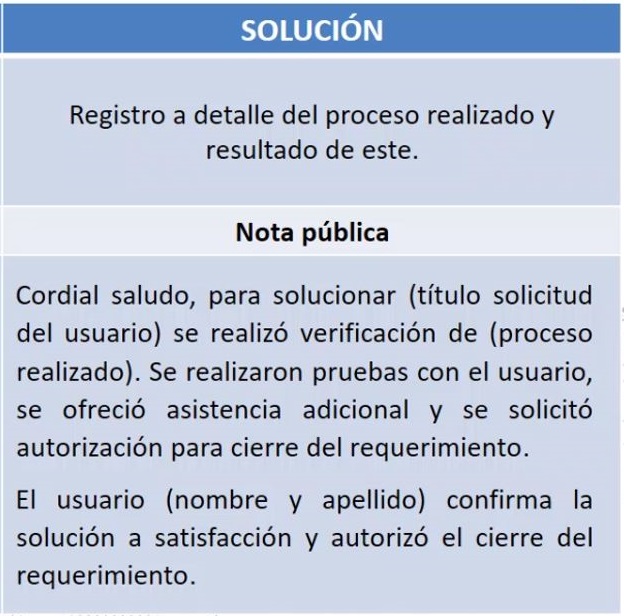 SOLUCIÓN
Registro a detalle del proceso realizado y
resultado de este.
Nota pública
Cordial saludo, para solucionar (título solicitud
del usuario) se realizó verificación de (proceso
realizado). Se realizaron pruebas con el usuario,
se ofreció asistencia adicional y se solicitó
autorización para cierre del requerimiento.
El usuario (nombre y apellido) confirma la
solución a satisfacción y autorizó el cierre del
requerimiento.